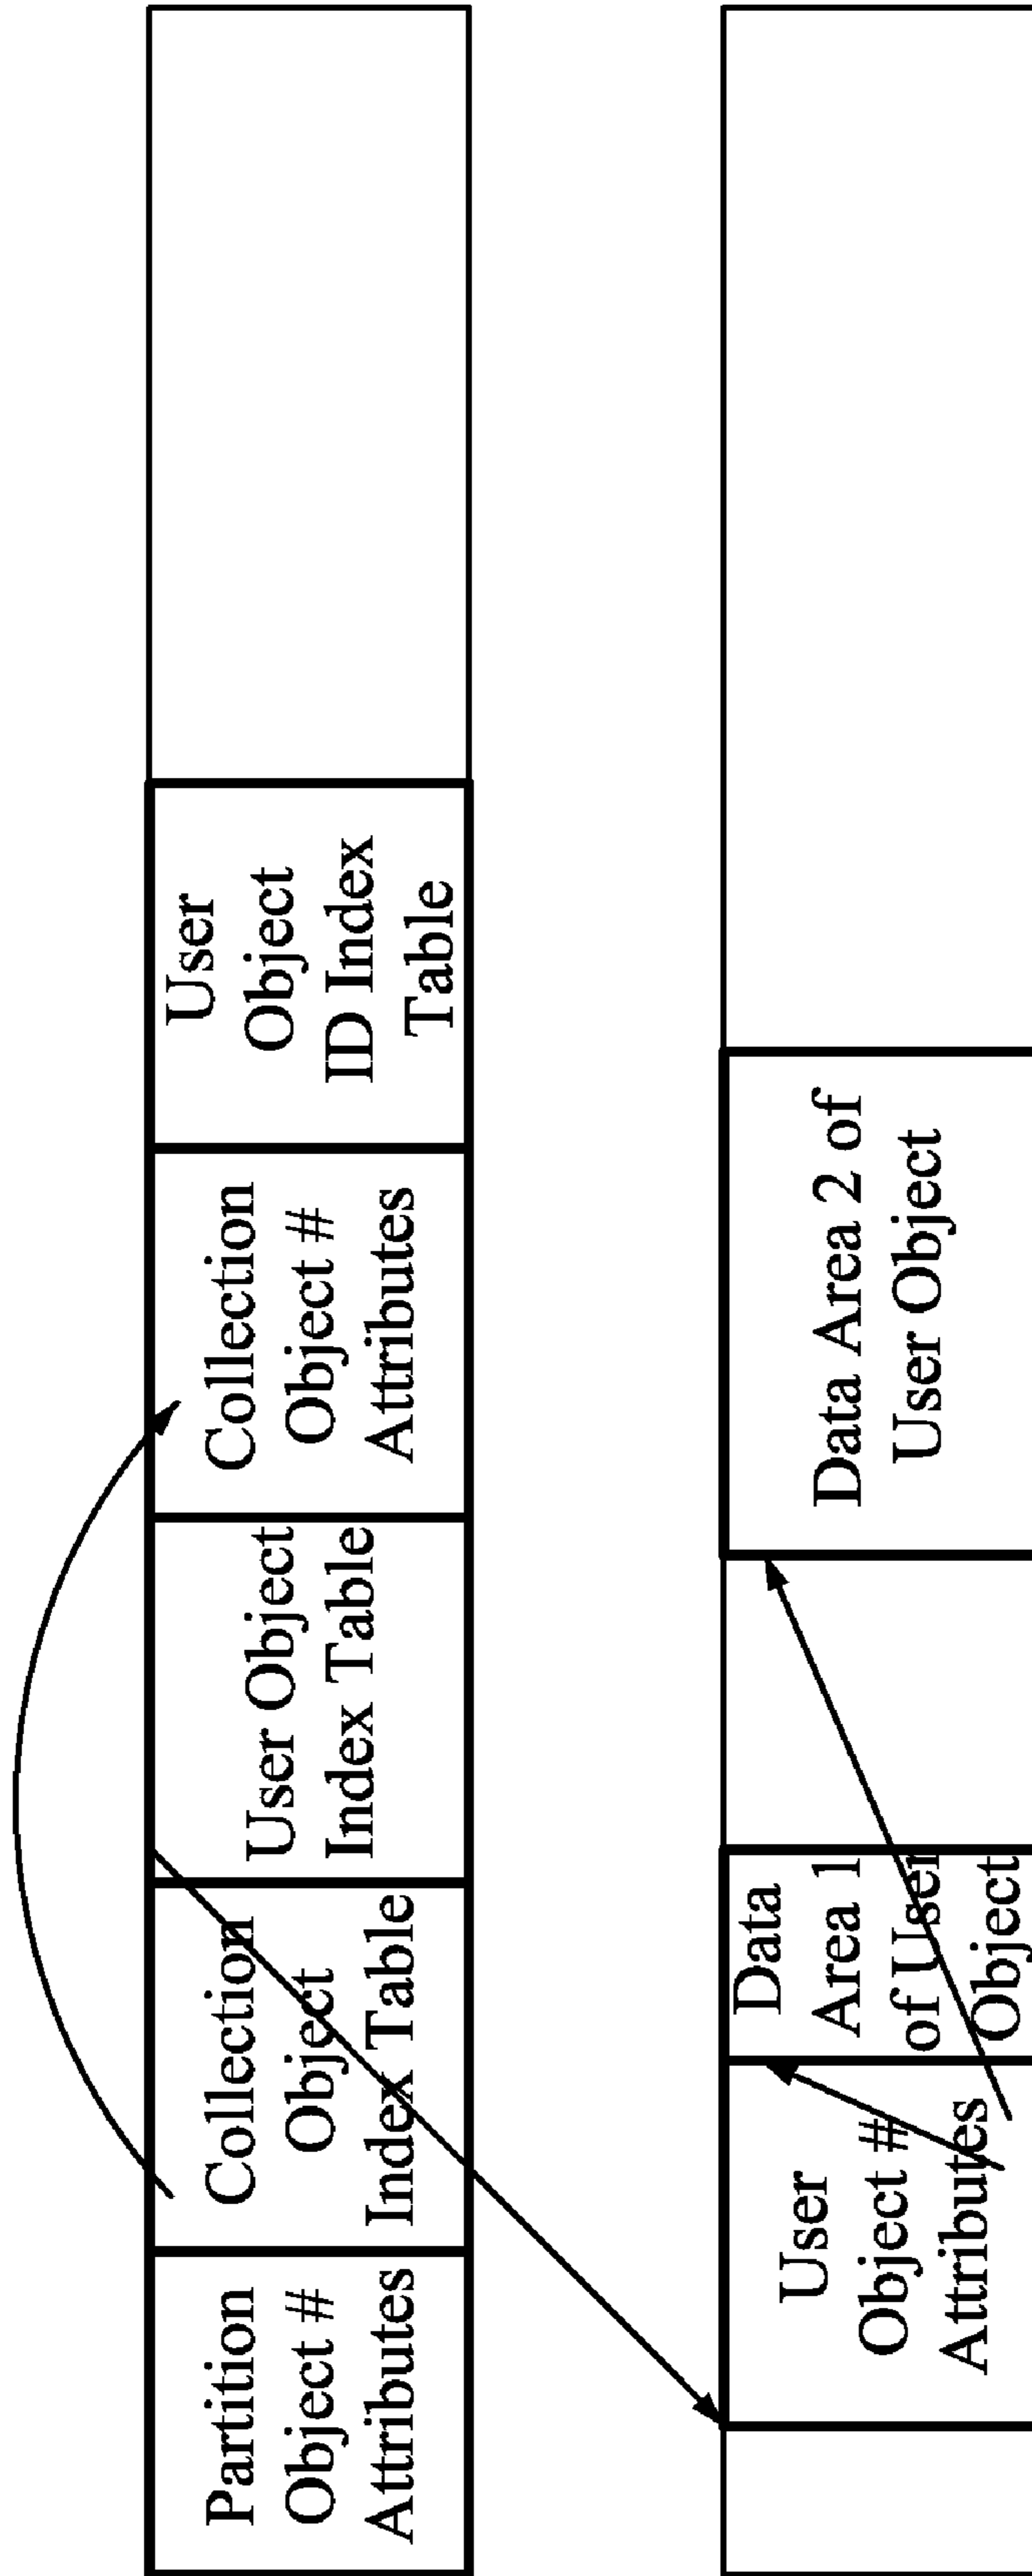 Partition
Object #
Attributes
Collection
Object
Index Table
User Object
Index Table
Collection
Object #
Attributes
User
Object
ID Index
Table
User
Object #
Attributes
Data
Area 1
of User
Object
Data Area 2 of
User Object